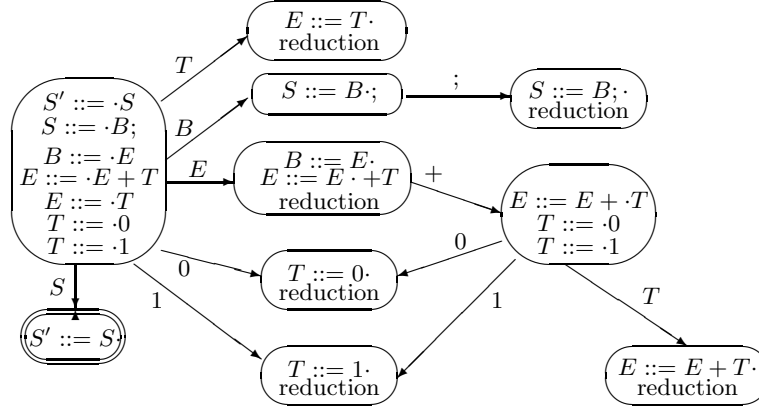 E ::= T·
reduction
T
S' ::= ·S
S ::= ·B;
B ::= ·E
E ::= ·E + T
E ::= ·T
T ::= ·0
T ::= ·1
B
S ::= B·;
;
S ::= B; ·
reduction
E
B ::= E·
E ::= E · +T
reduction
+
E ::= E + ·T
T ::= ·0
T ::= ·1
0
T ::= 0·
reduction
0
S
S' ::= S·
1
T ::= 1·
reduction
1
T
E ::= E + T·
reduction